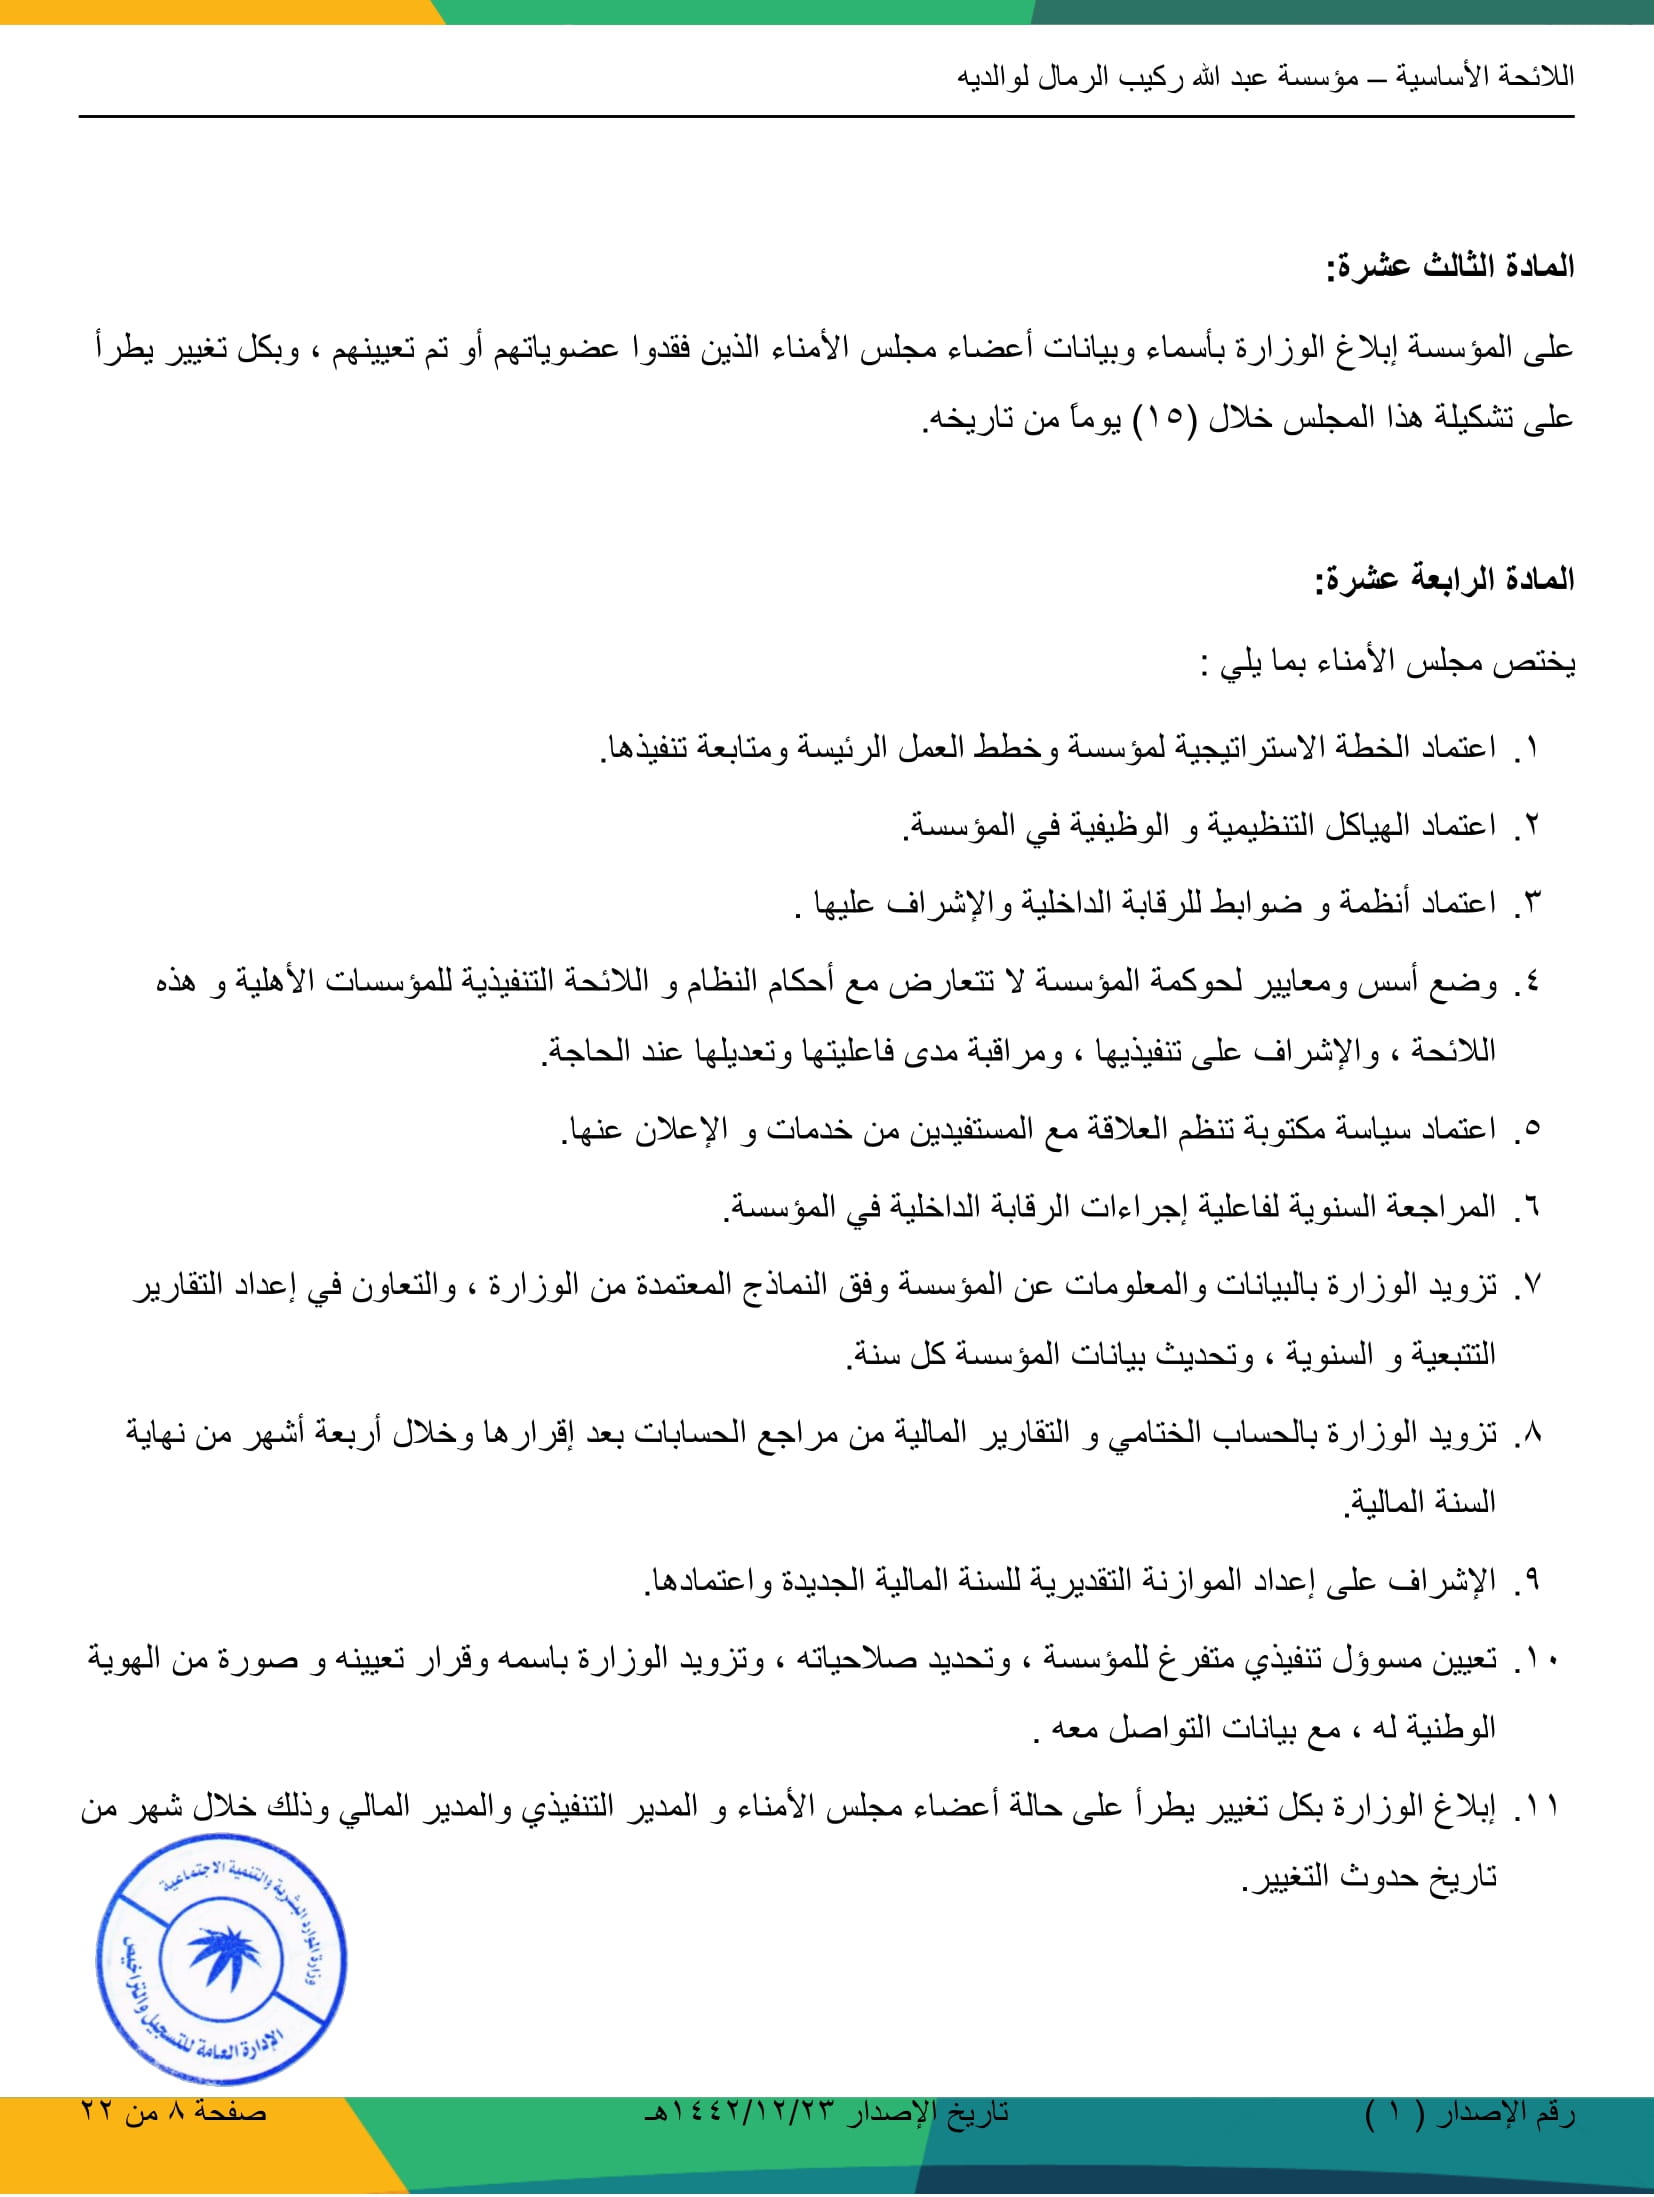 اللائحة الأساسية – مؤسسة عبد الله ركيب الرمال لوالديه
المادة الثالث عشرة:
على المؤسسة إبلاغ الوزارة بأسماء وبيانات أعضاء مجلس الأمناء الذين فقدوا عضوياتهم أو تم تعيينهم ، وبكل تغيير يطرأ
على تشكيلة هذا المجلس خلال (١٥) يوماً من تاريخه.
المادة الرابعة عشرة:
يختص مجلس الأمناء بما يلي :
١. اعتماد الخطة الاستراتيجية لمؤسسة وخطط العمل الرئيسة ومتابعة تنفيذها.
٢. اعتماد الهياكل التنظيمية و الوظيفية في المؤسسة.
٣. اعتماد أنظمة و ضوابط للرقابة الداخلية والإشراف عليها .
٤. وضع أسس ومعايير لحوكمة المؤسسة لا تتعارض مع أحكام النظام و اللائحة التنفيذية للمؤسسات الأهلية و هذه
اللائحة ، والإشراف على تنفيذيها ، ومراقبة مدى فاعليتها وتعديلها عند الحاجة.
٥. اعتماد سياسة مكتوبة تنظم العلاقة مع المستفيدين من خدمات و الإعلان عنها.
٦. المراجعة السنوية لفاعلية إجراءات الرقابة الداخلية في المؤسسة.
٧. تزويد الوزارة بالبيانات والمعلومات عن المؤسسة وفق النماذج المعتمدة من الوزارة ، والتعاون في إعداد التقارير
التتبعية و السنوية ، وتحديث بيانات المؤسسة كل سنة.
٨. تزويد الوزارة بالحساب الختامي و التقارير المالية من مراجع الحسابات بعد إقرارها وخلال أربعة أشهر من نهاية
السنة المالية.
٩. الإشراف على إعداد الموازنة التقديرية للسنة المالية الجديدة واعتمادها.
١٠. تعيين مسوؤل تنفيذي متفرغ للمؤسسة ، وتحديد صلاحياته ، وتزويد الوزارة باسمه وقرار تعيينه و صورة من الهوية
الوطنية له ، مع بيانات التواصل معه .
١١. إبلاغ الوزارة بكل تغيير يطرأ على حالة أعضاء مجلس الأمناء و المدير التنفيذي والمدير المالي وذلك خلال شهر من
تاريخ حدوث التغيير.
وزارة الموارد البشرية والتنمية الاجتماعية
الإدارة العامة للتسجيل والتراخيص
رقم الإصدار ( ١ )
تاريخ الإصدار ١٤٤٢/١٢/٢٣هـ
صفحة ٨ من ٢٢